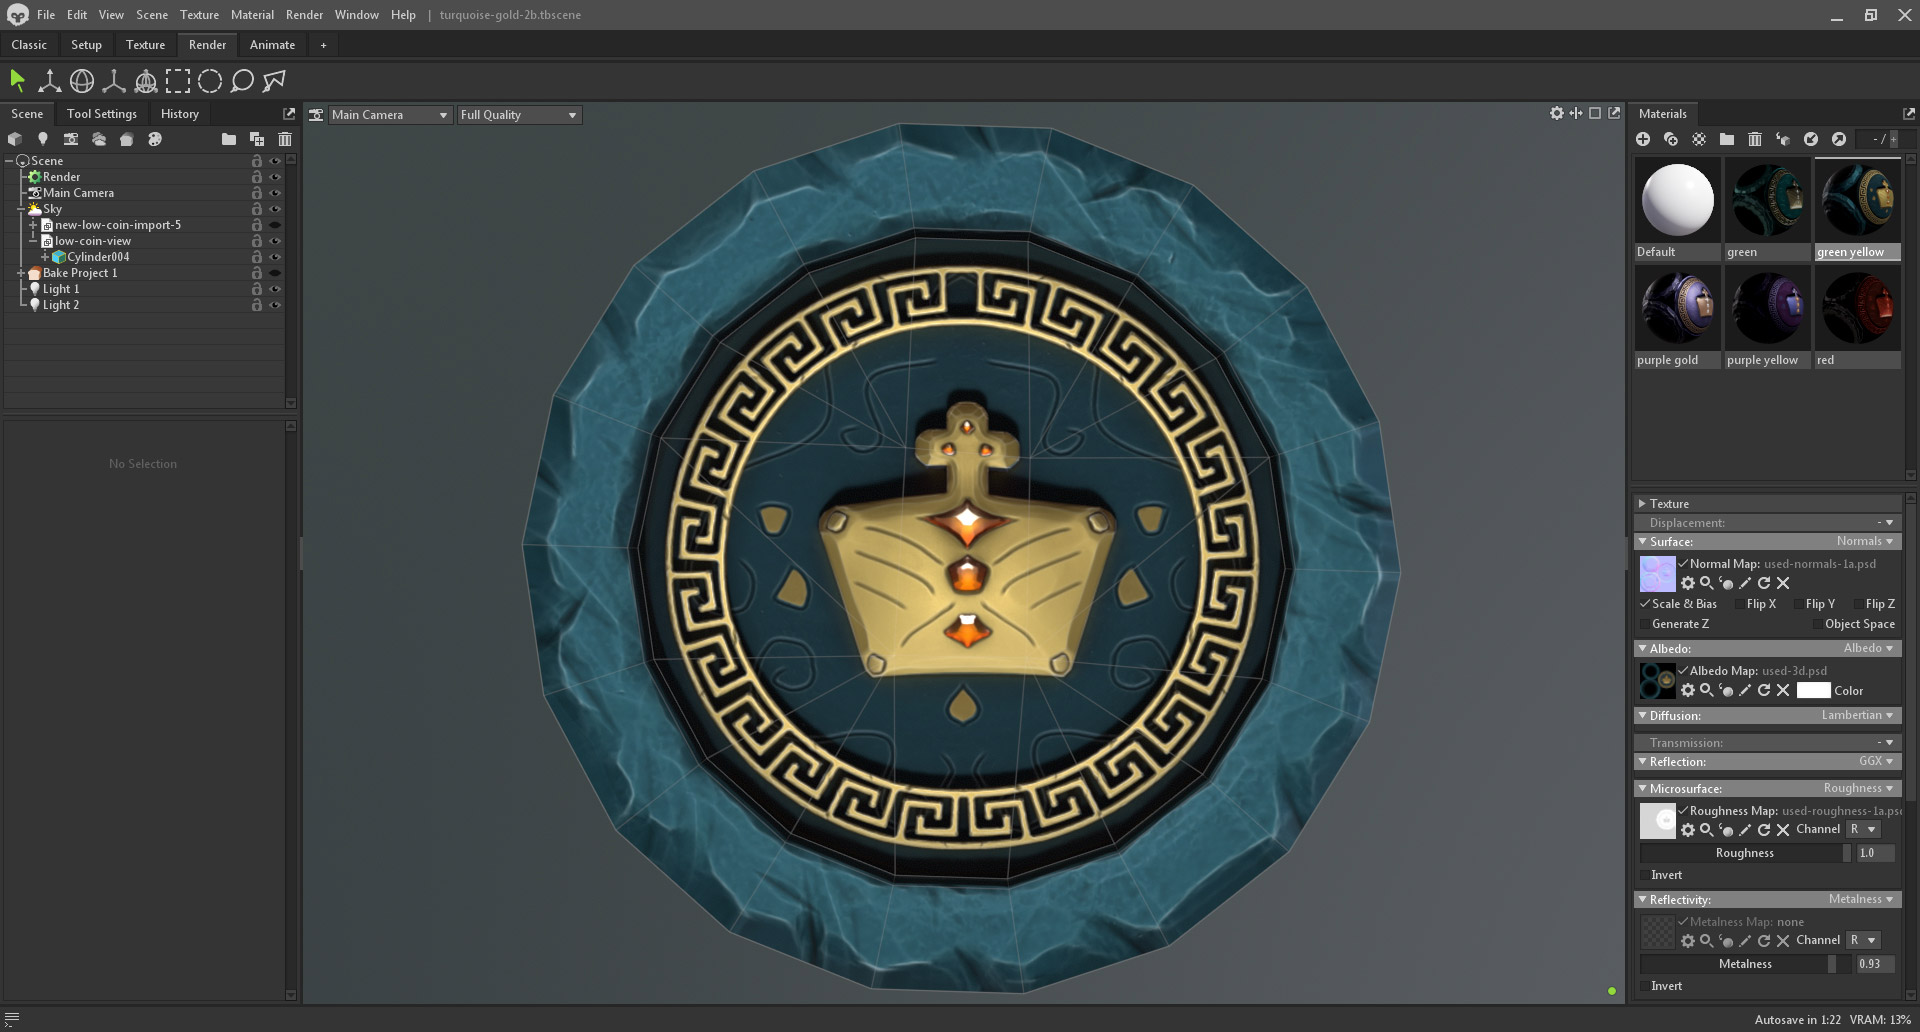 File Edit View Scene Texture Material Render Window Help | turquoise-gold-2b.tbscene
Classic Setup Texture Render Animate +
Scene Tool Settings History
Main Camera Full Quality
Materials
- / +
Scene
Render
Main Camera
Sky
new-low-coin-import-5
low-coin-view
Cylinder004
Bake Project 1
Light 1
Light 2
No Selection
Default green green yellow
purple gold purple yellow red
Texture
Displacement: -
Surface: Normals
Normal Map: used-normals-1a.psd
Scale & Bias Flip X Flip Y Flip Z
Generate Z Object Space
Albedo: Albedo
Albedo Map: used-3d.psd
Color
Diffusion: Lambertian
Transmission: -
Reflection: GGX
Microsurface: Roughness
Roughness Map: used-roughness-1a.psd
Channel R
Roughness 1.0
Invert
Reflectivity: Metalness
Metalness Map: none
Channel R
Metalness 0.93
Invert
Autosave in 1:22 VRAM: 13%